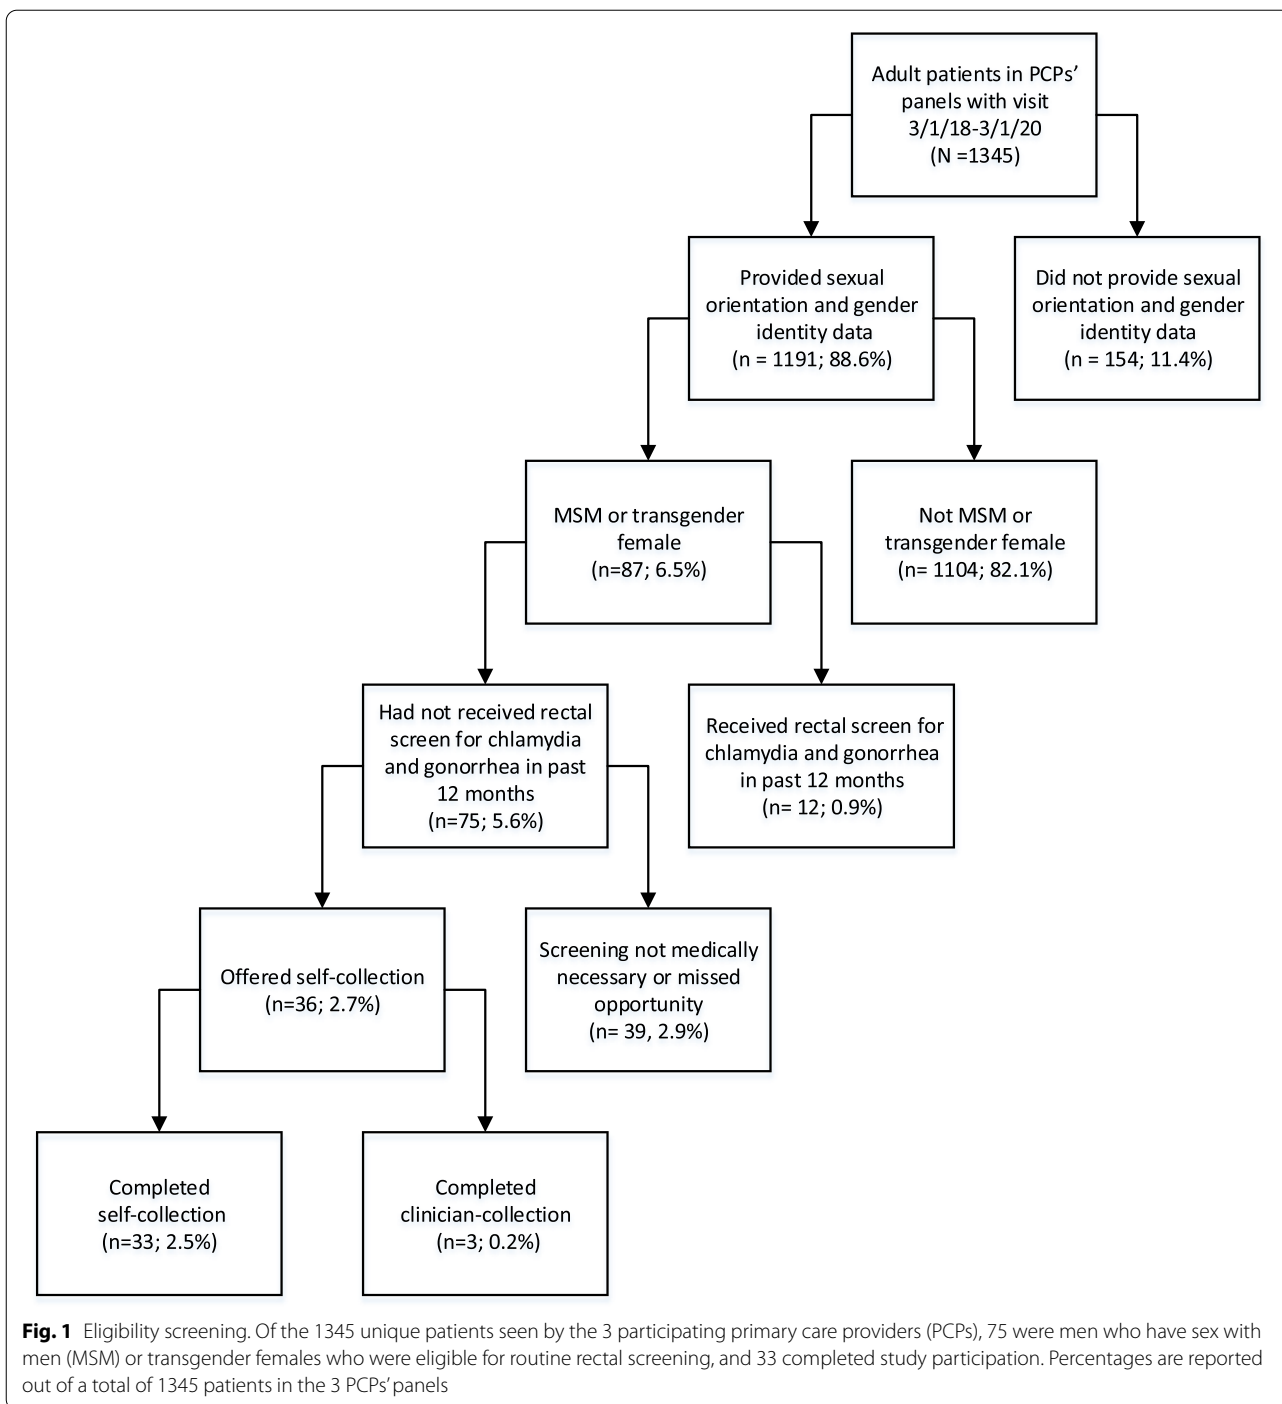 Adult patients in PCPs’
panels with visit
3/1/18-3/1/20
(N =1345)
Provided sexual
orientation and gender
identity data
(n = 1191; 88.6%)
Did not provide sexual
orientation and gender
identity data
(n = 154; 11.4%)
MSM or transgender
female
(n=87; 6.5%)
Not MSM or
transgender female
(n= 1104; 82.1%)
Had not received rectal
screen for chlamydia
and gonorrhea in past
12 months
(n=75; 5.6%)
Received rectal screen for
chlamydia and gonorrhea
in past 12 months
(n= 12; 0.9%)
Offered self-collection
(n=36; 2.7%)
Screening not medically
necessary or missed
opportunity
(n= 39, 2.9%)
Completed
self-collection
(n=33; 2.5%)
Completed
clinician-collection
(n=3; 0.2%)
Fig. 1 Eligibility screening. Of the 1345 unique patients seen by the 3 participating primary care providers (PCPs), 75 were men who have sex with
men (MSM) or transgender females who were eligible for routine rectal screening, and 33 completed study participation. Percentages are reported
out of a total of 1345 patients in the 3 PCPs’ panels